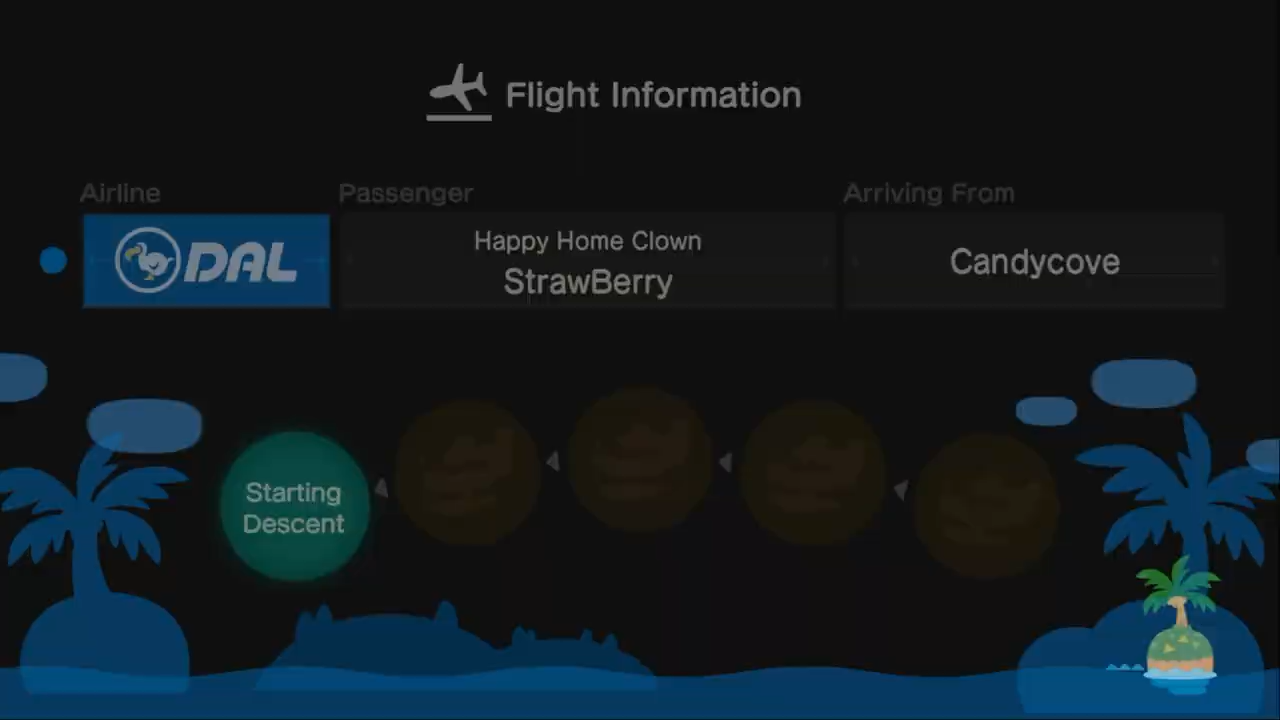 Flight Information
Airline
Passenger
Arriving From
DAL
Happy Home Clown
StrawBerry
Candycove
Starting
Descent